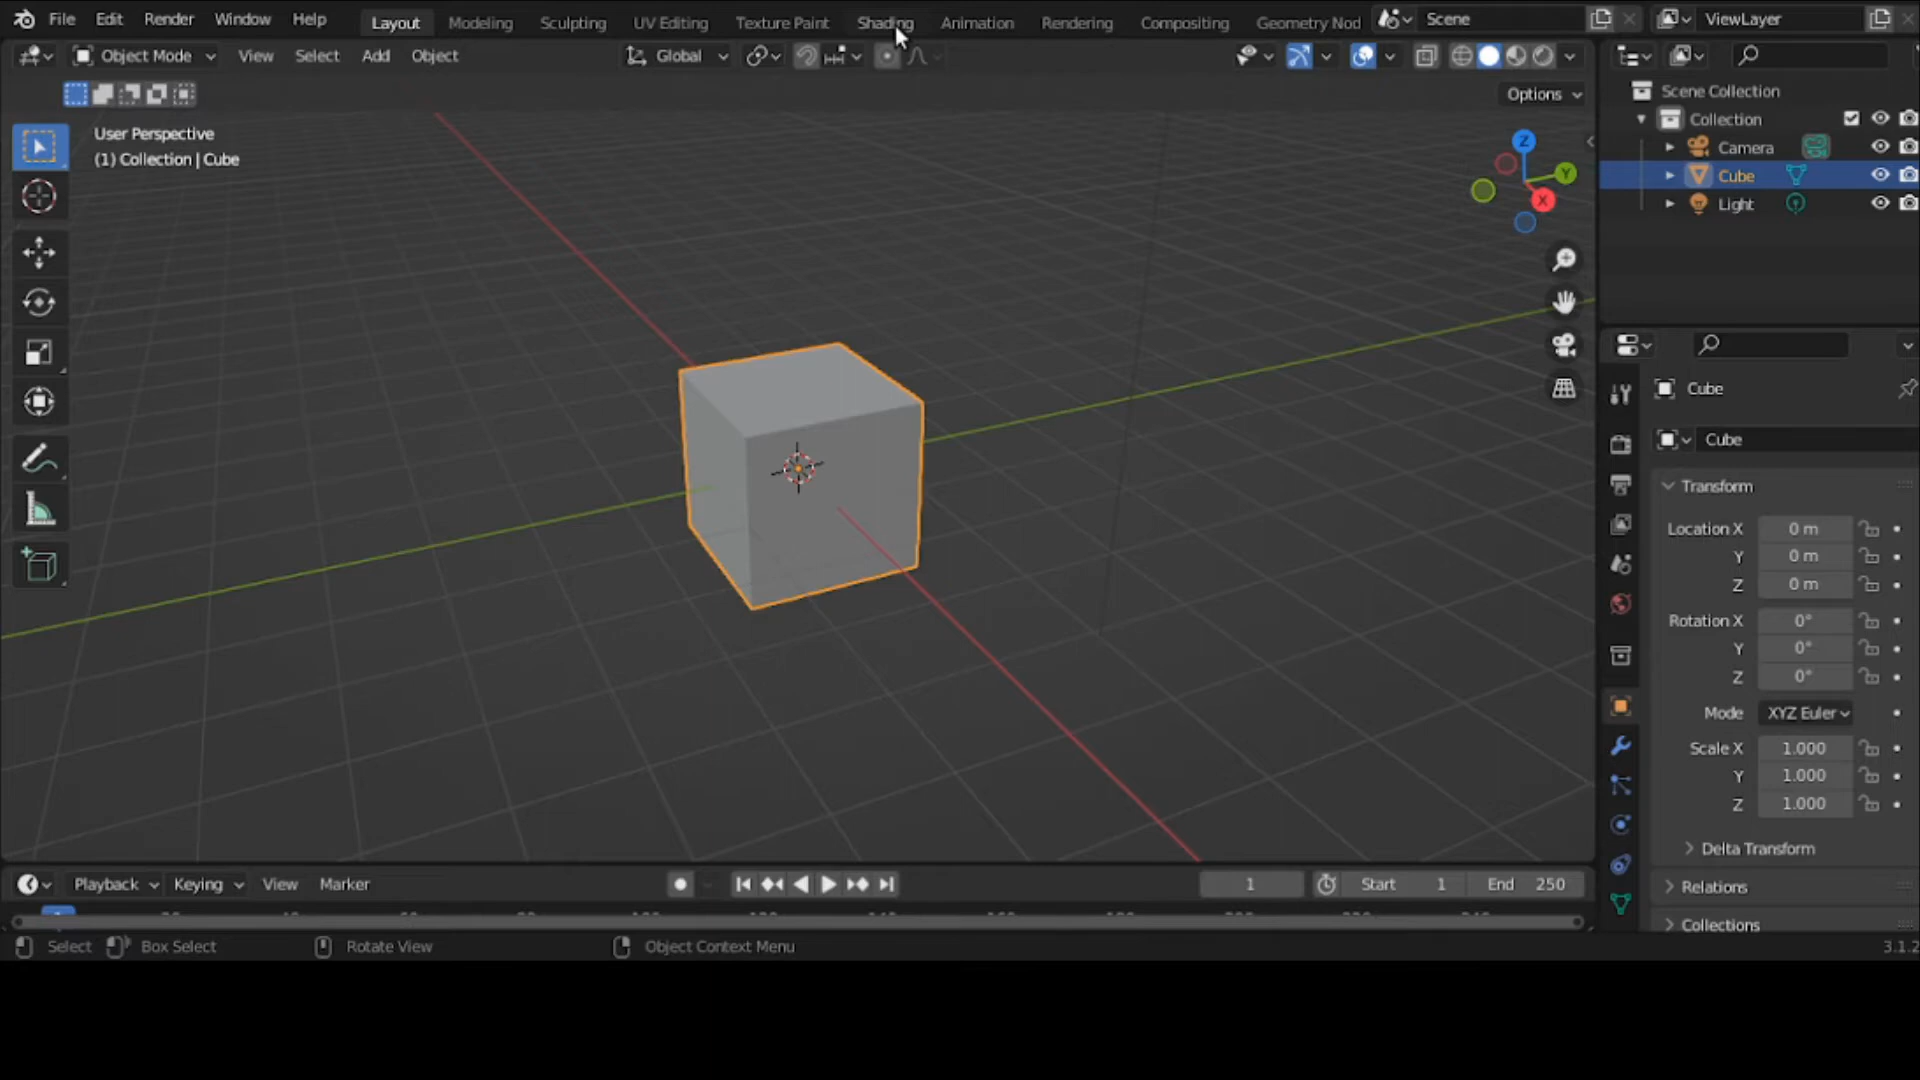 File Edit Render Window Help Layout Modeling Sculpting UV Editing Texture Paint Shading Animation Rendering Compositing Geometry Nod Scene ViewLayer
Object Mode View Select Add Object Global
Options
User Perspective
(1) Collection | Cube
Z
Y
X
Scene Collection
Collection
Camera
Cube
Light
Cube
Cube
Transform
Location X 0 m
Y 0 m
Z 0 m
Rotation X 0°
Y 0°
Z 0°
Mode XYZ Euler
Scale X 1.000
Y 1.000
Z 1.000
Delta Transform
Relations
Collections
Playback Keying View Marker 1 Start 1 End 250
Select Box Select Rotate View Object Context Menu 3.1.2